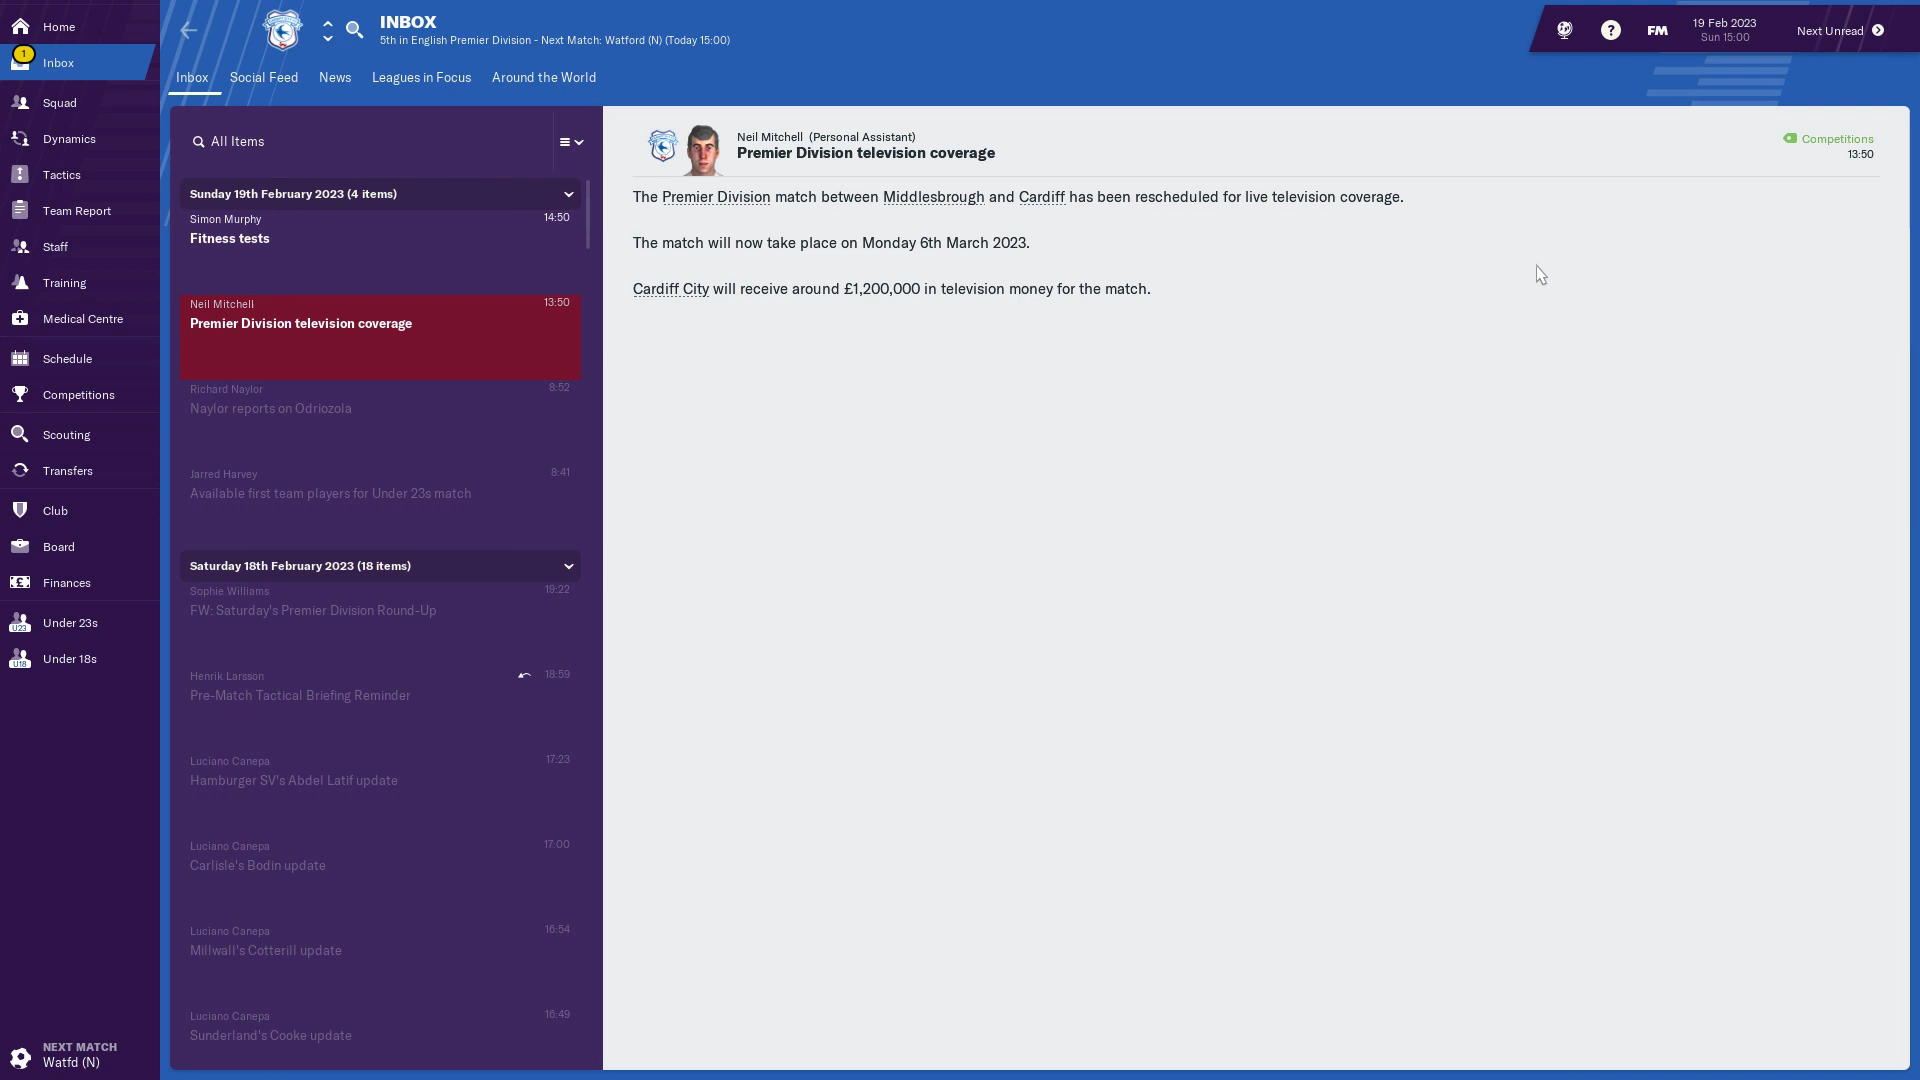 Home
INBOX
5th in English Premier Division - Next Match: Watford (N) (Today 15:00)
?
FM
19 Feb 2023
Sun 15:00
Next Unread
1
Inbox
Inbox
Social Feed
News
Leagues in Focus
Around the World
Squad
Dynamics
Tactics
Team Report
Staff
Training
Medical Centre
Schedule
Competitions
Scouting
Transfers
Club
Board
Finances
U23
Under 23s
U18
Under 18s
NEXT MATCH
Watfd (N)
All Items
Sunday 19th February 2023 (4 items)
Simon Murphy 14:50
Fitness tests
Neil Mitchell 13:50
Premier Division television coverage
Richard Naylor 8:52
Naylor reports on Odriozola
Jarred Harvey 8:41
Available first team players for Under 23s match
Saturday 18th February 2023 (18 items)
Sophie Williams 19:22
FW: Saturday's Premier Division Round-Up
Henrik Larsson 18:59
Pre-Match Tactical Briefing Reminder
Luciano Canepa 17:23
Hamburger SV's Abdel Latif update
Luciano Canepa 17:00
Carlisle's Bodin update
Luciano Canepa 16:54
Millwall's Cotterill update
Luciano Canepa 16:49
Sunderland's Cooke update
Neil Mitchell (Personal Assistant)
Premier Division television coverage
Competitions
13:50
The Premier Division match between Middlesbrough and Cardiff has been rescheduled for live television coverage.
The match will now take place on Monday 6th March 2023.
Cardiff City will receive around £1,200,000 in television money for the match.